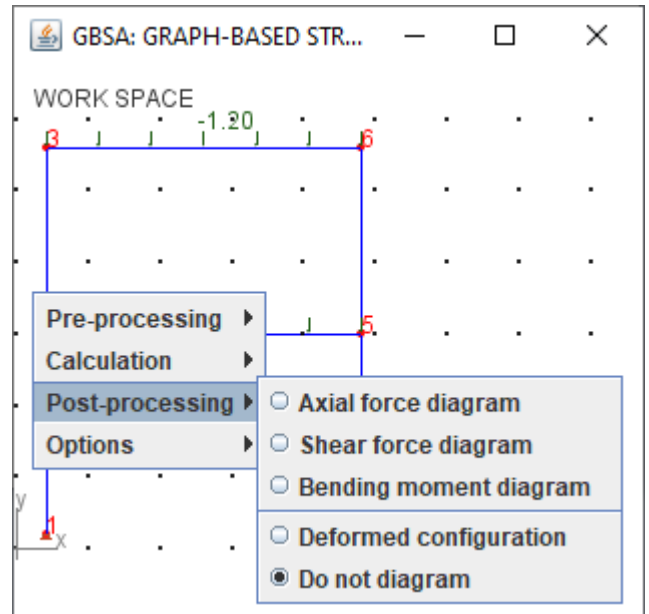 GBSA: GRAPH-BASED STR...
WORK SPACE
-1.20
3
6
5
Pre-processing
Calculation
Post-processing
Options
Axial force diagram
Shear force diagram
Bending moment diagram
Deformed configuration
Do not diagram
y
1
x